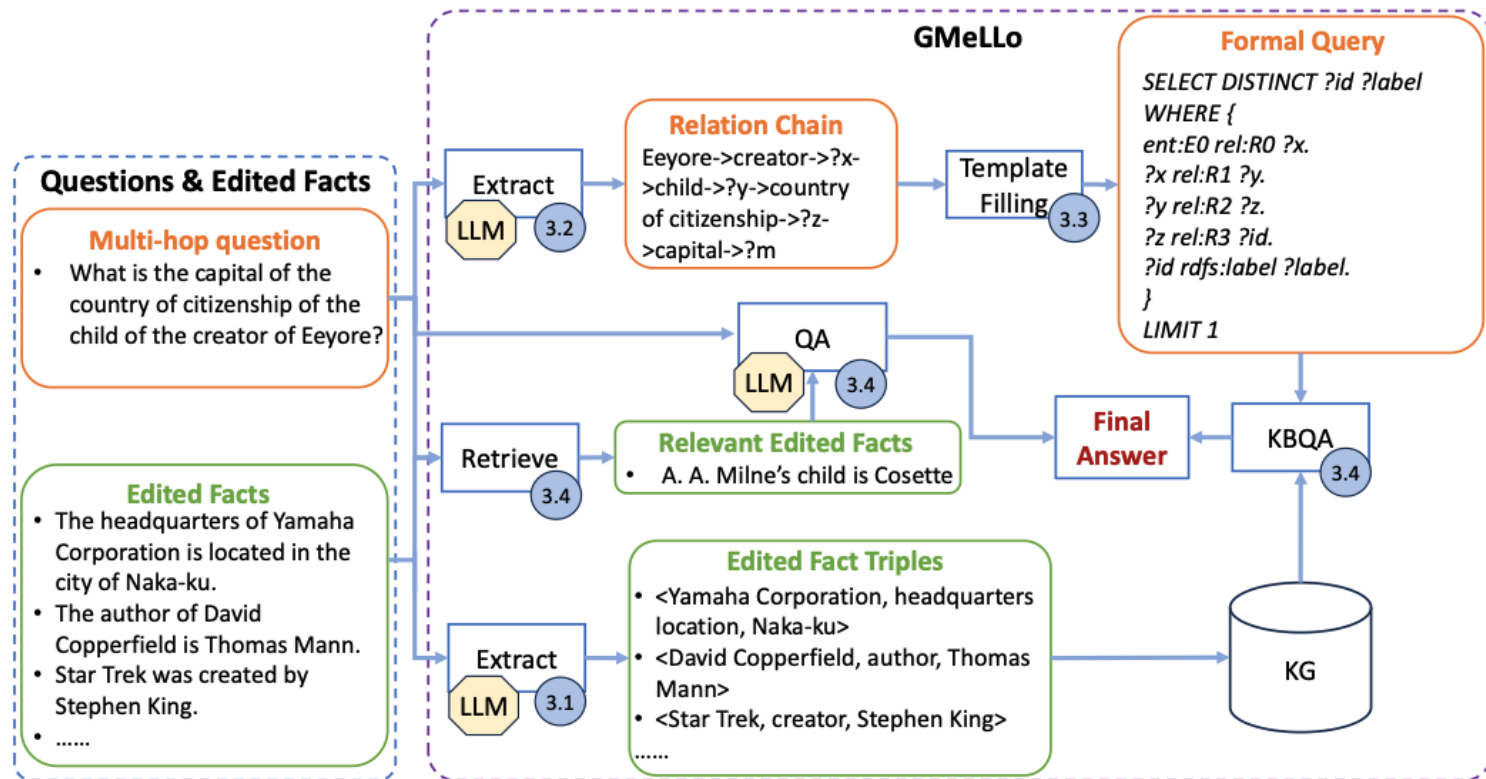 GMeLLo
Questions & Edited Facts
Multi-hop question
• What is the capital of the
country of citizenship of the
child of the creator of Eeyore?
Edited Facts
• The headquarters of Yamaha
Corporation is located in the
city of Naka-ku.
• The author of David
Copperfield is Thomas Mann.
• Star Trek was created by
Stephen King.
• ......
Extract
LLM
3.2
Relation Chain
Eeyore->creator->?x-
>child->?y->country
of citizenship->?z-
>capital->?m
Template
Filling
3.3
Formal Query
SELECT DISTINCT ?id ?label
WHERE {
ent:E0 rel:R0 ?x.
?x rel:R1 ?y.
?y rel:R2 ?z.
?z rel:R3 ?id.
?id rdfs:label ?label.
}
LIMIT 1
QA
LLM
3.4
Retrieve
3.4
Relevant Edited Facts
• A. A. Milne’s child is Cosette
Final
Answer
KBQA
3.4
Extract
LLM
3.1
Edited Fact Triples
• <Yamaha Corporation, headquarters
location, Naka-ku>
• <David Copperfield, author, Thomas
Mann>
• <Star Trek, creator, Stephen King>
......
KG